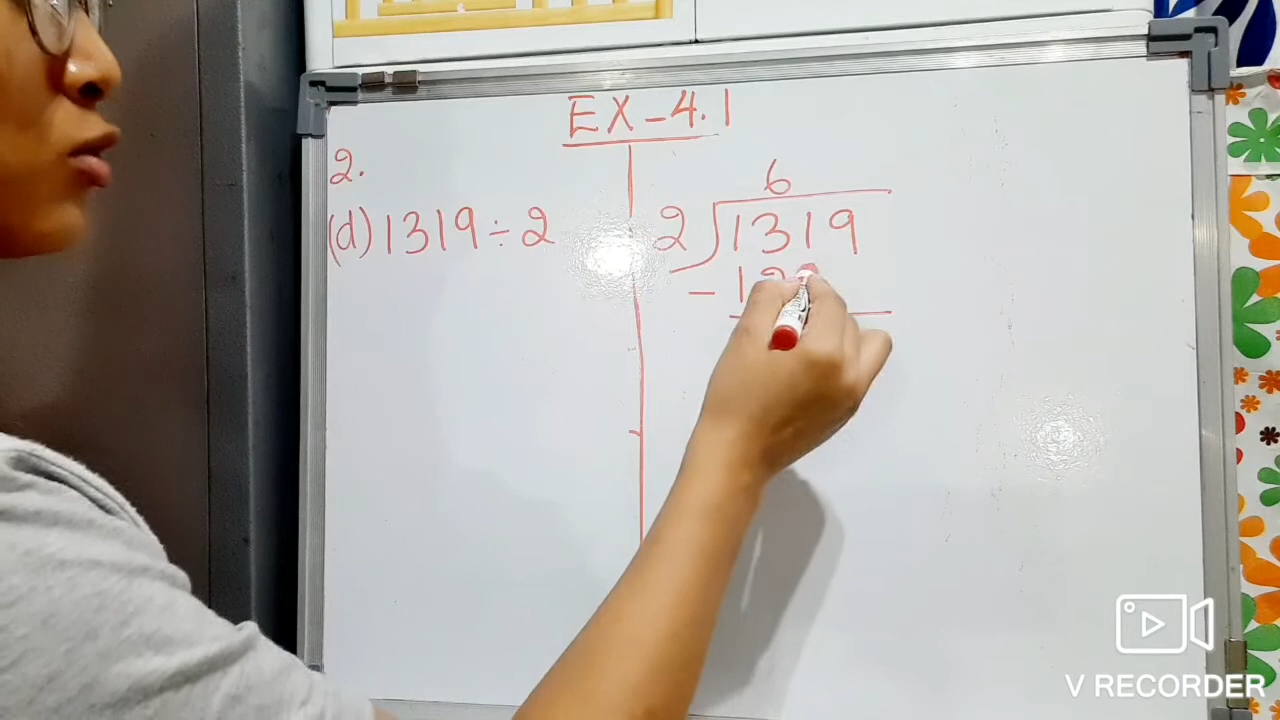 EX-4.1
2.
(d) 1319 ÷ 2
6
2 1319
- 12
V RECORDER